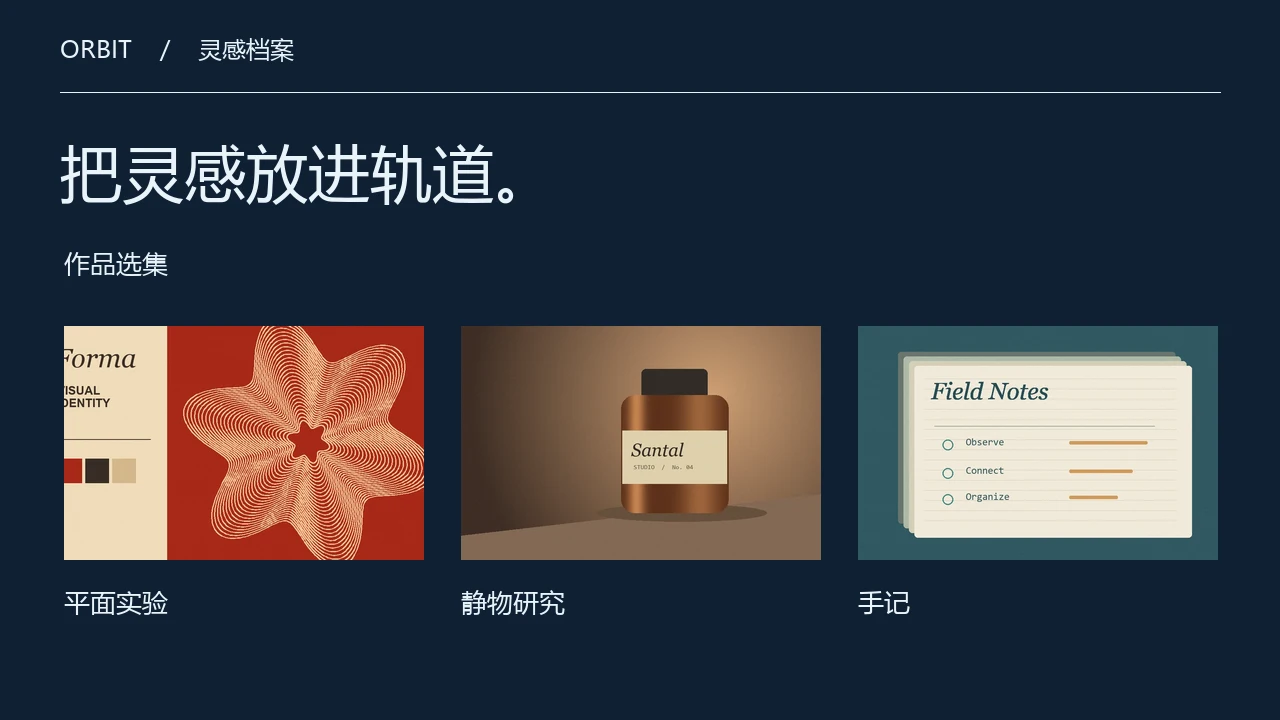 ORBIT / 灵感档案
把灵感放进轨道。
作品选集
Forma
VISUAL
IDENTITY
Santal
STUDIO / No. 04
Field Notes
Observe
Connect
Organize
平面实验
静物研究
手记